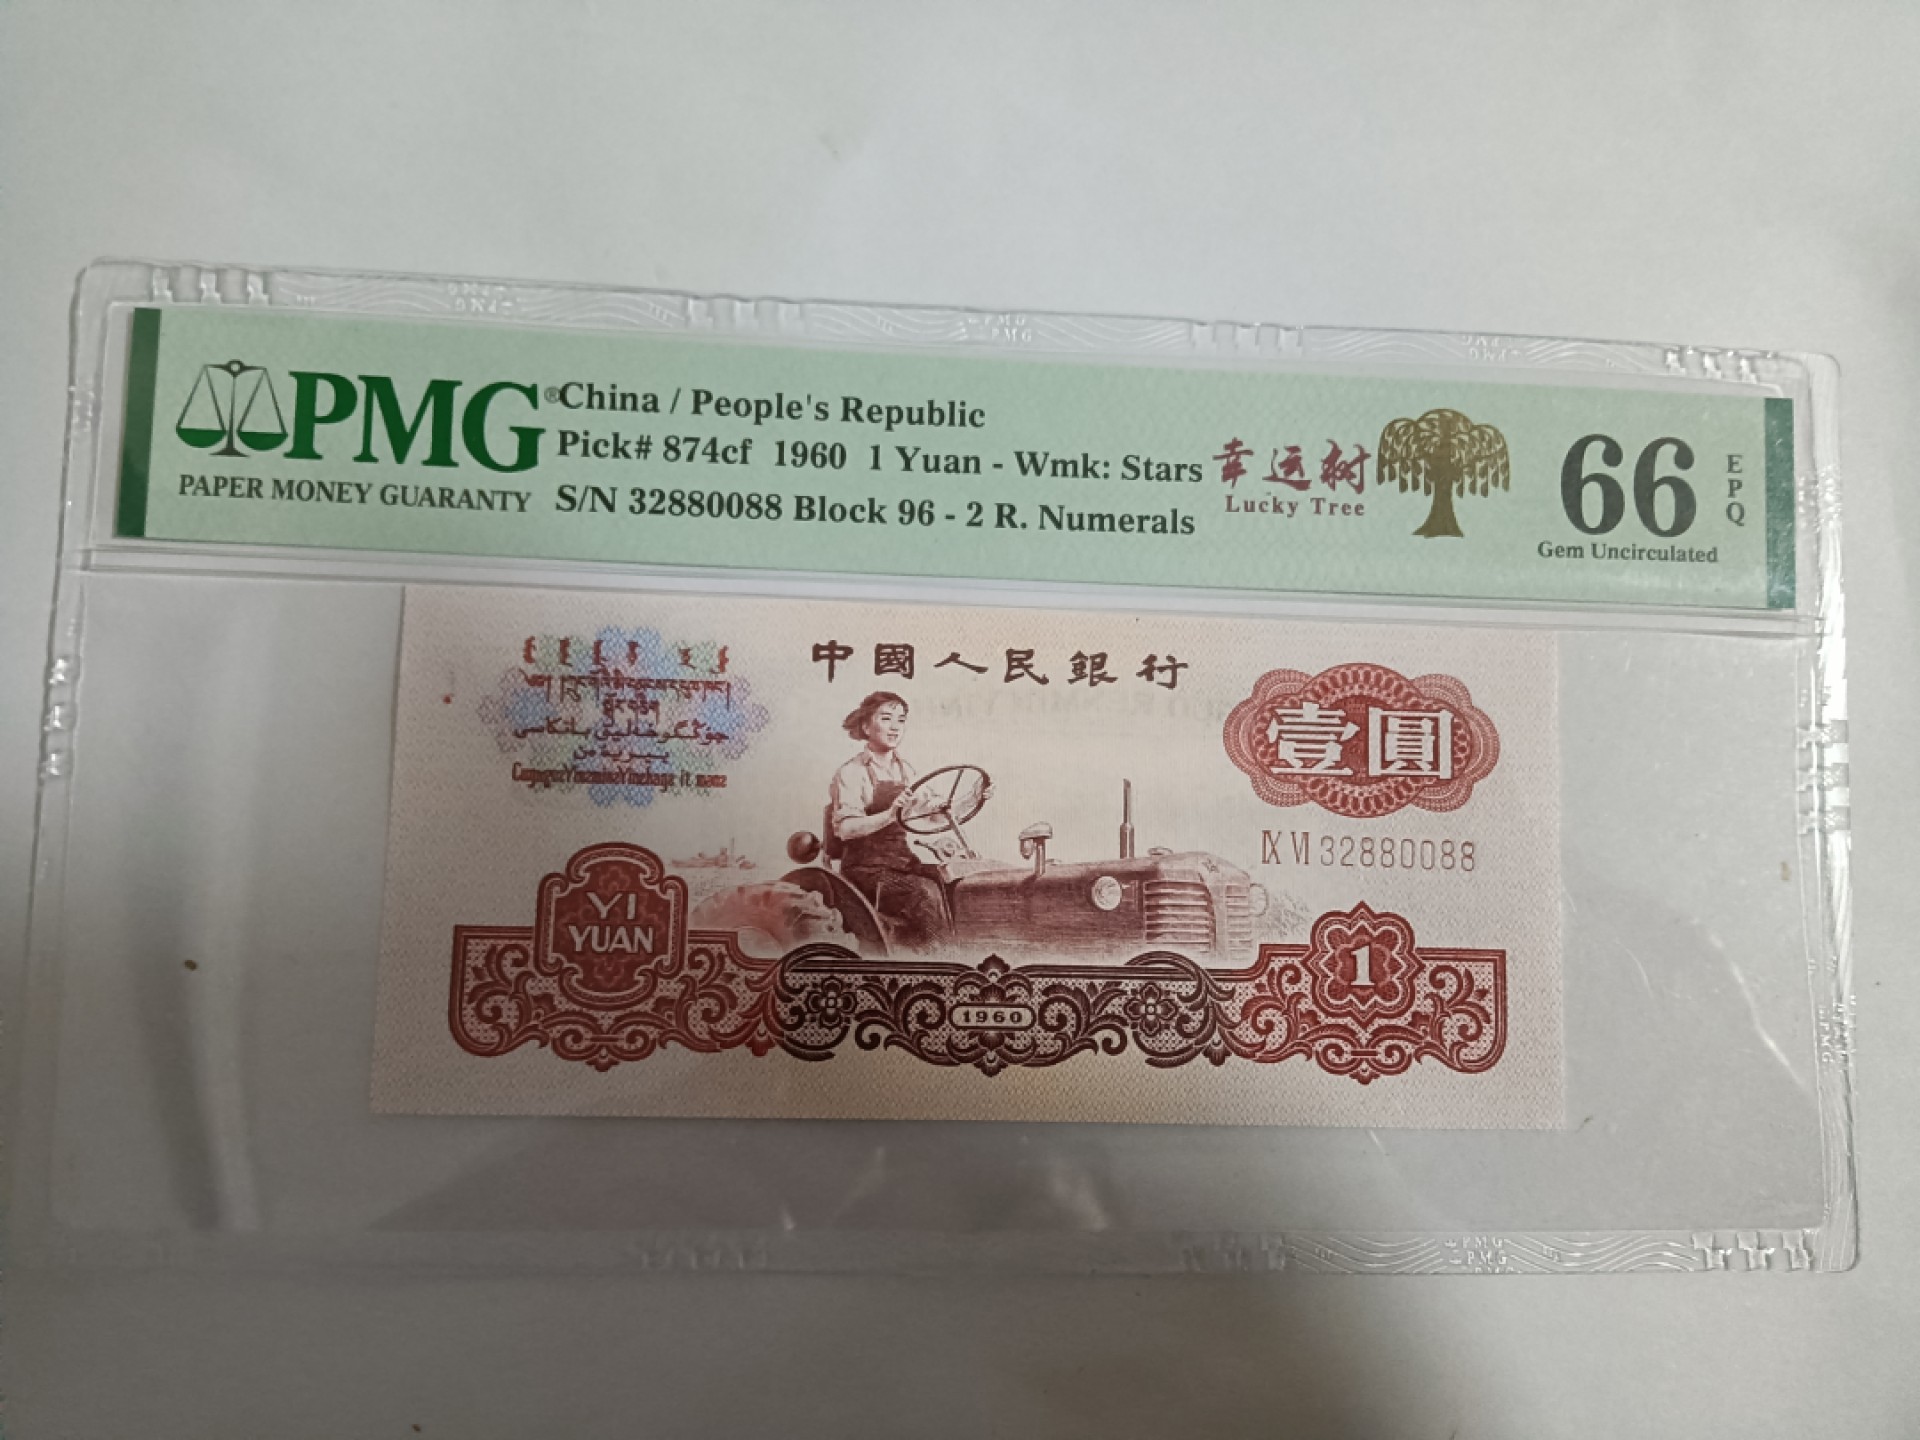 PMG®
PAPER MONEY GUARANTY
China / People's Republic
Pick# 874cf 1960 1 Yuan - Wmk: Stars
S/N 32880088 Block 96 - 2 R. Numerals
幸运树
Lucky Tree
66
EPQ
Gem Uncirculated
中國人民銀行
壹圓
IX VI 32880088
YI
YUAN
1960
1